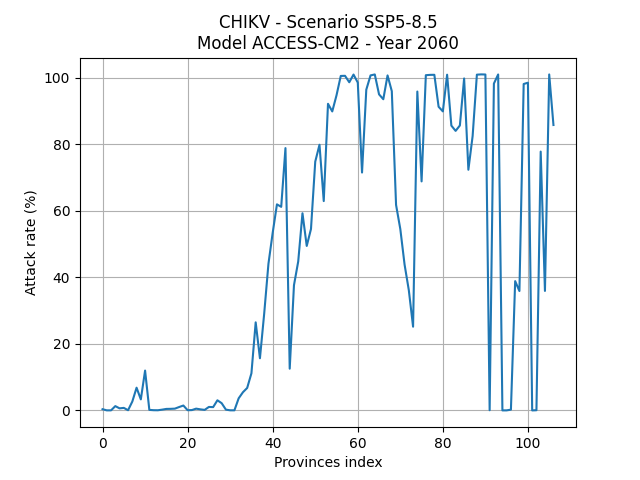 CHIKV - Scenario SSP5-8.5
Model ACCESS-CM2 - Year 2060
Attack rate (%)
100
80
60
40
20
0
0 20 40 60 80 100
Provinces index